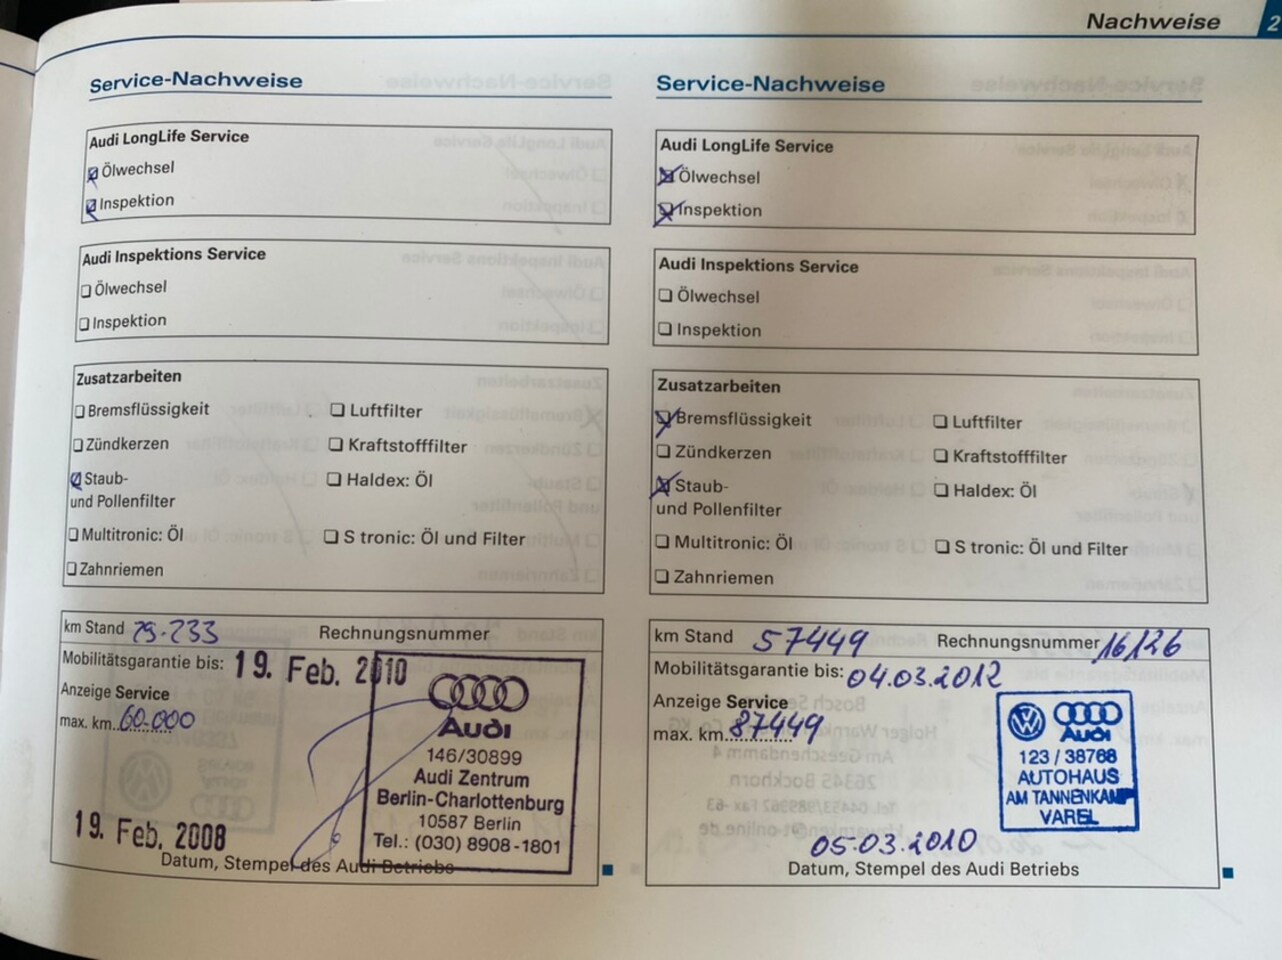 Nachweise 2
Service-Nachweise
Audi LongLife Service
Ölwechsel
Inspektion
Audi Inspektions Service
Ölwechsel
Inspektion
Zusatzarbeiten
Bremsflüssigkeit Luftfilter
Zündkerzen Kraftstofffilter
Staub- Haldex: Öl
und Pollenfilter
Multitronic: Öl S tronic: Öl und Filter
Zahnriemen
km Stand 29.233 Rechnungsnummer
Mobilitätsgarantie bis: 19. Feb. 2010
Anzeige Service
max. km 60.000
Audi
146/30899
Audi Zentrum
Berlin-Charlottenburg
10587 Berlin
Tel.: (030) 8908-1801
19. Feb. 2008
Datum, Stempel des Audi Betriebs
Service-Nachweise
Audi LongLife Service
Ölwechsel
Inspektion
Audi Inspektions Service
Ölwechsel
Inspektion
Zusatzarbeiten
Bremsflüssigkeit Luftfilter
Zündkerzen Kraftstofffilter
Staub- Haldex: Öl
und Pollenfilter
Multitronic: Öl S tronic: Öl und Filter
Zahnriemen
km Stand 57449 Rechnungsnummer 16126
Mobilitätsgarantie bis: 04.03.2012
Anzeige Service
max. km 87449
Audi
123 / 38768
AUTOHAUS
AM TANNENKAMP
VAREL
05.03.2010
Datum, Stempel des Audi Betriebs